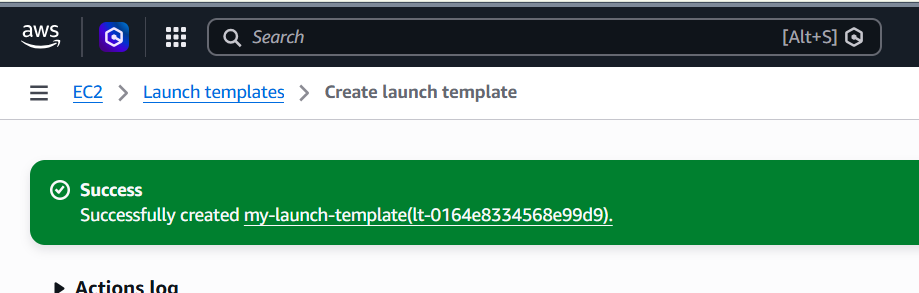 aws
Search [Alt+S]
EC2 > Launch templates > Create launch template
Success
Successfully created my-launch-template(lt-0164e8334568e99d9).
Actions log